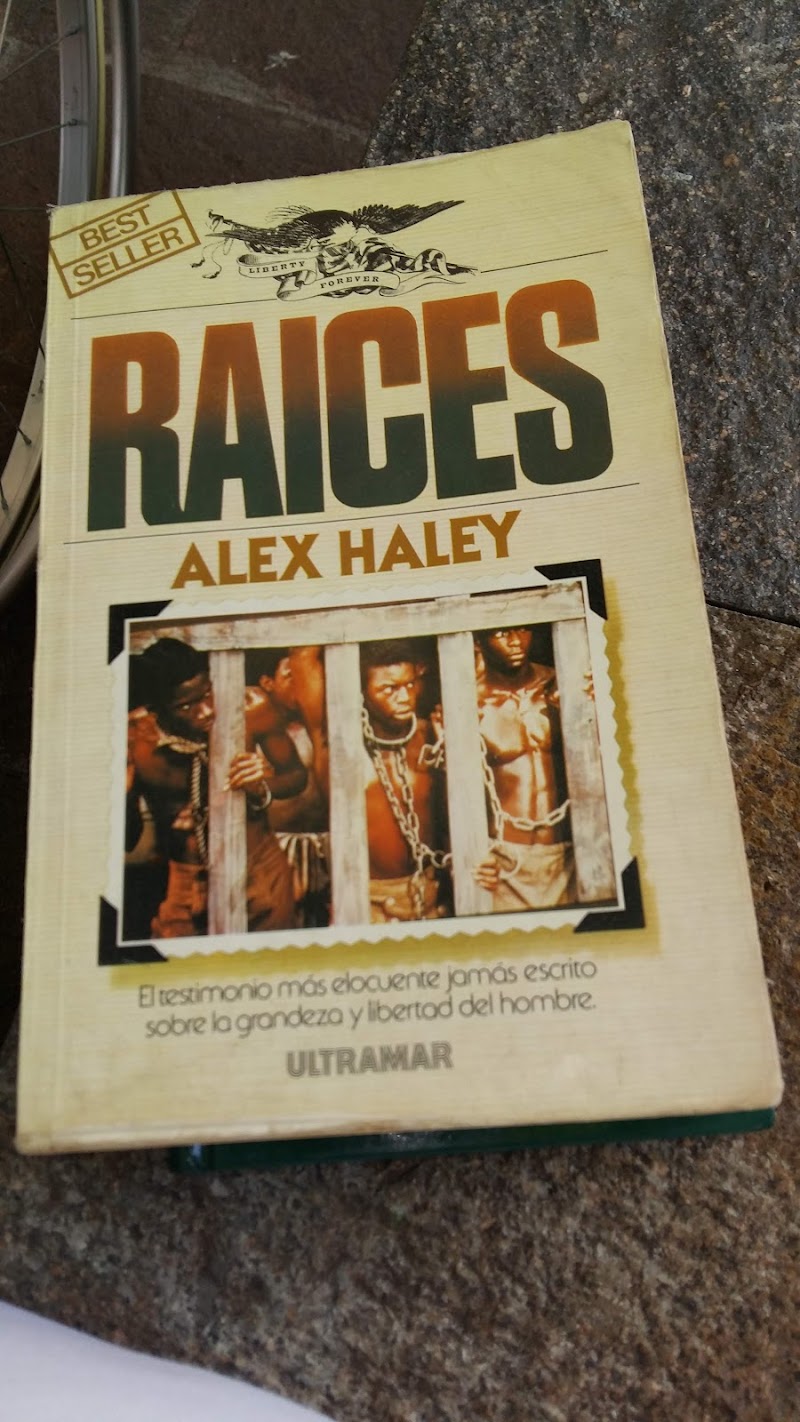 BEST
SELLER
LIBERTY
FOREVER
RAICES
ALEX HALEY
El testimonio más elocuente jamás escrito
sobre la grandeza y libertad del hombre.
ULTRAMAR